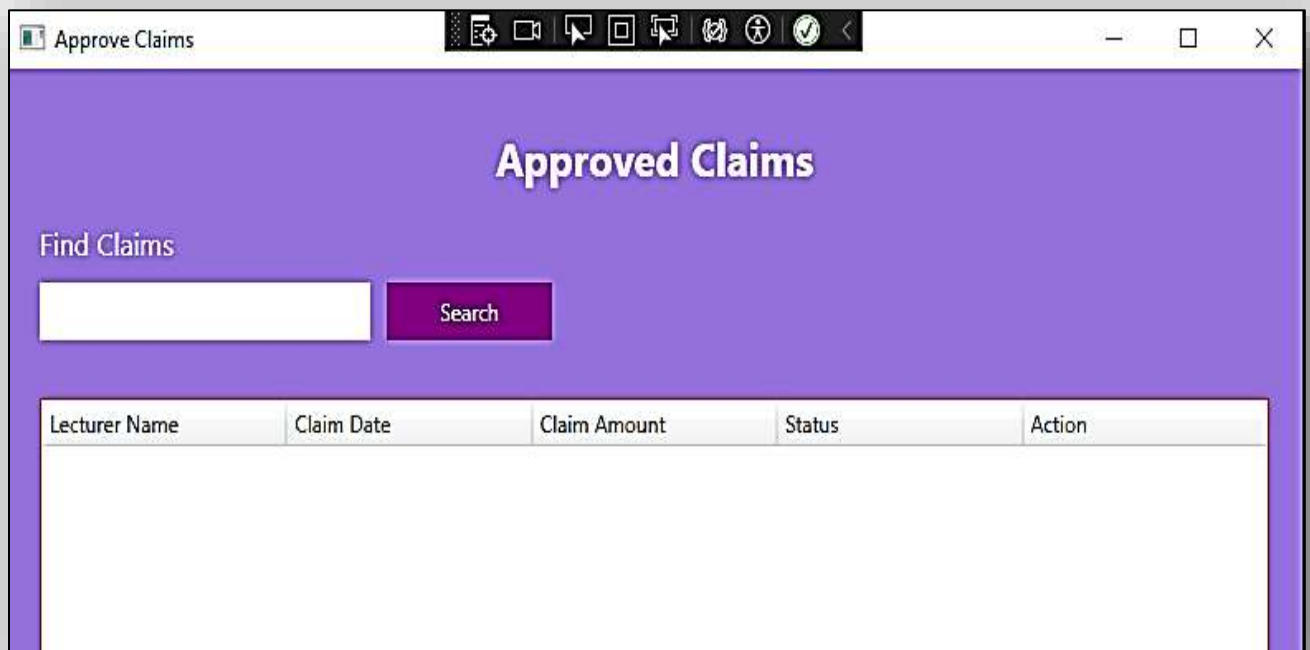 Approve Claims
Approved Claims
Find Claims
Search
Lecturer Name Claim Date Claim Amount Status Action